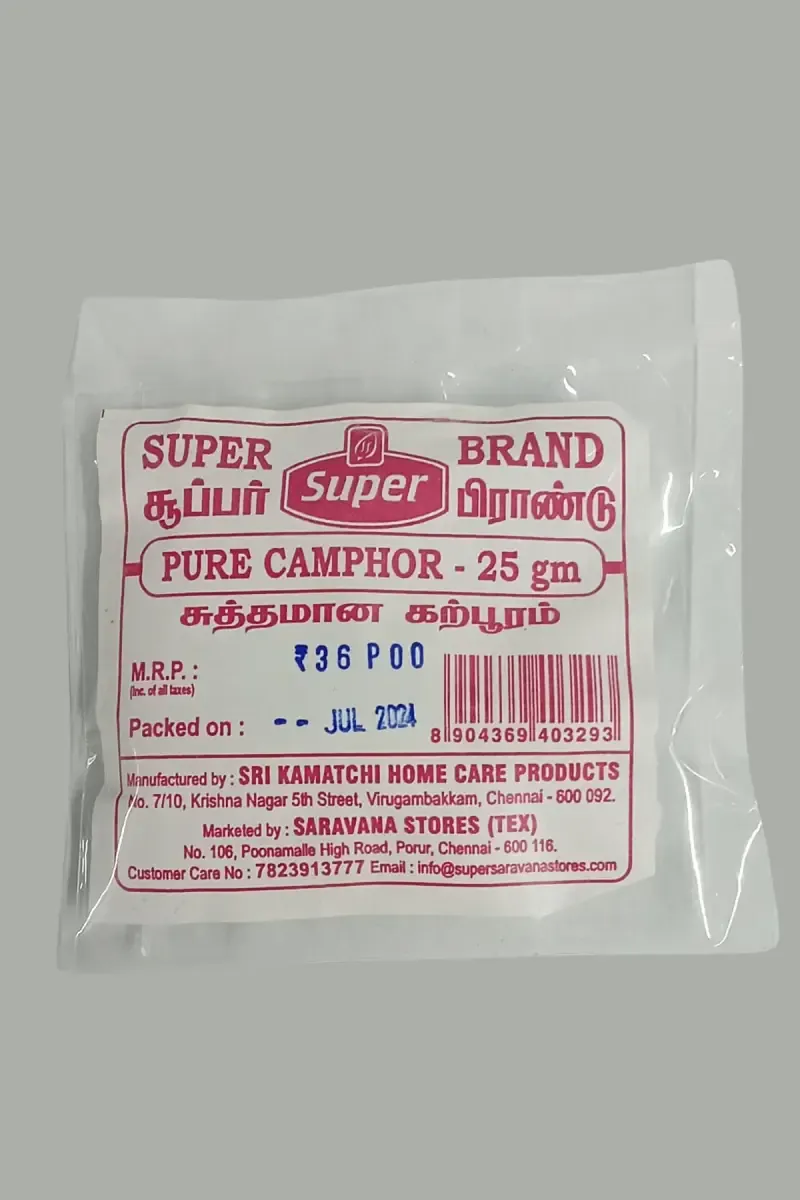 SUPER Super BRAND
சூப்பர் பிராண்டு
PURE CAMPHOR - 25 gm
சுத்தமான கற்பூரம்
₹36 P00
M.R.P. :
(Inc. of all taxes)
Packed on : -- JUL 2024
8 904369 403293
Manufactured by : SRI KAMATCHI HOME CARE PRODUCTS
No. 7/10, Krishna Nagar 5th Street, Virugambakkam, Chennai - 600 092.
Marketed by : SARAVANA STORES (TEX)
No. 106, Poonamalle High Road, Porur, Chennai - 600 116.
Customer Care No : 7823913777 Email : info@supersaravanastores.com